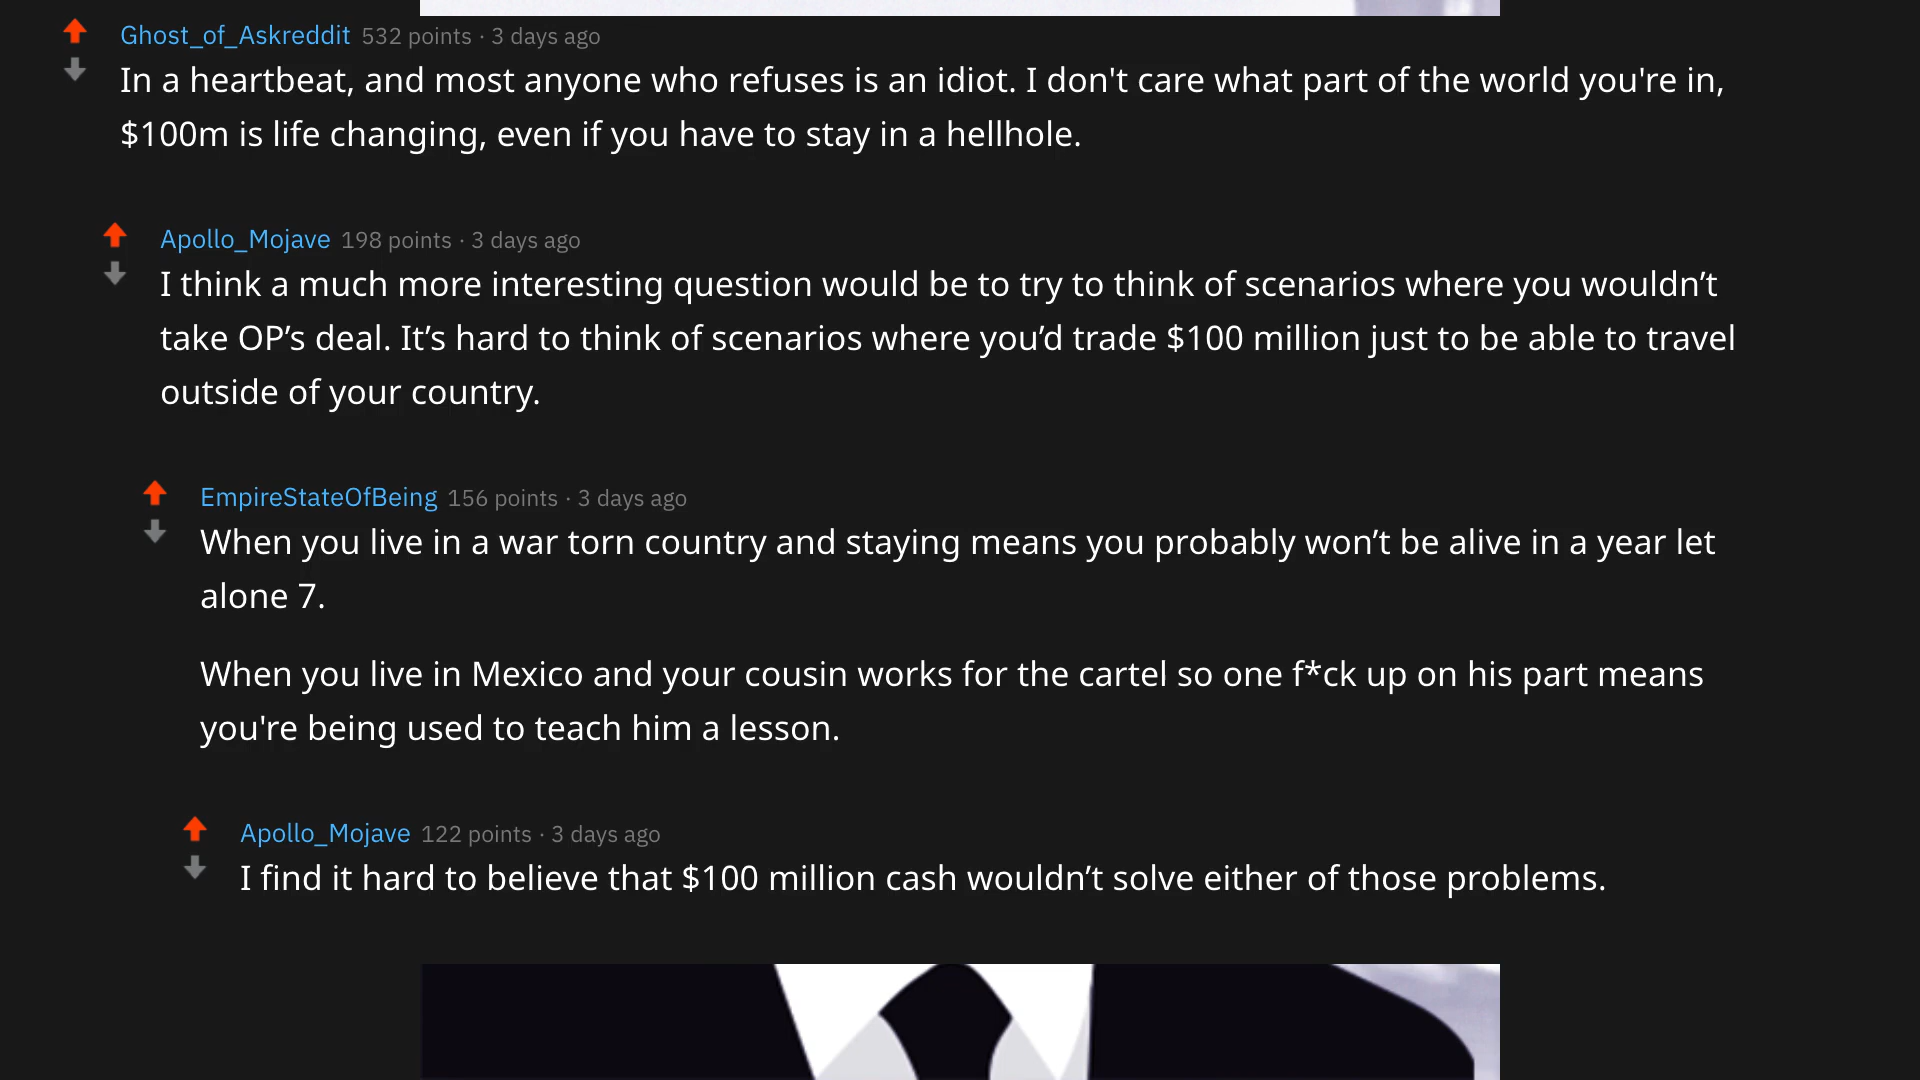 Ghost_of_Askreddit 532 points · 3 days ago
In a heartbeat, and most anyone who refuses is an idiot. I don't care what part of the world you're in,
$100m is life changing, even if you have to stay in a hellhole.
Apollo_Mojave 198 points · 3 days ago
I think a much more interesting question would be to try to think of scenarios where you wouldn’t
take OP’s deal. It’s hard to think of scenarios where you’d trade $100 million just to be able to travel
outside of your country.
EmpireStateOfBeing 156 points · 3 days ago
When you live in a war torn country and staying means you probably won’t be alive in a year let
alone 7.
When you live in Mexico and your cousin works for the cartel so one f*ck up on his part means
you're being used to teach him a lesson.
Apollo_Mojave 122 points · 3 days ago
I find it hard to believe that $100 million cash wouldn’t solve either of those problems.